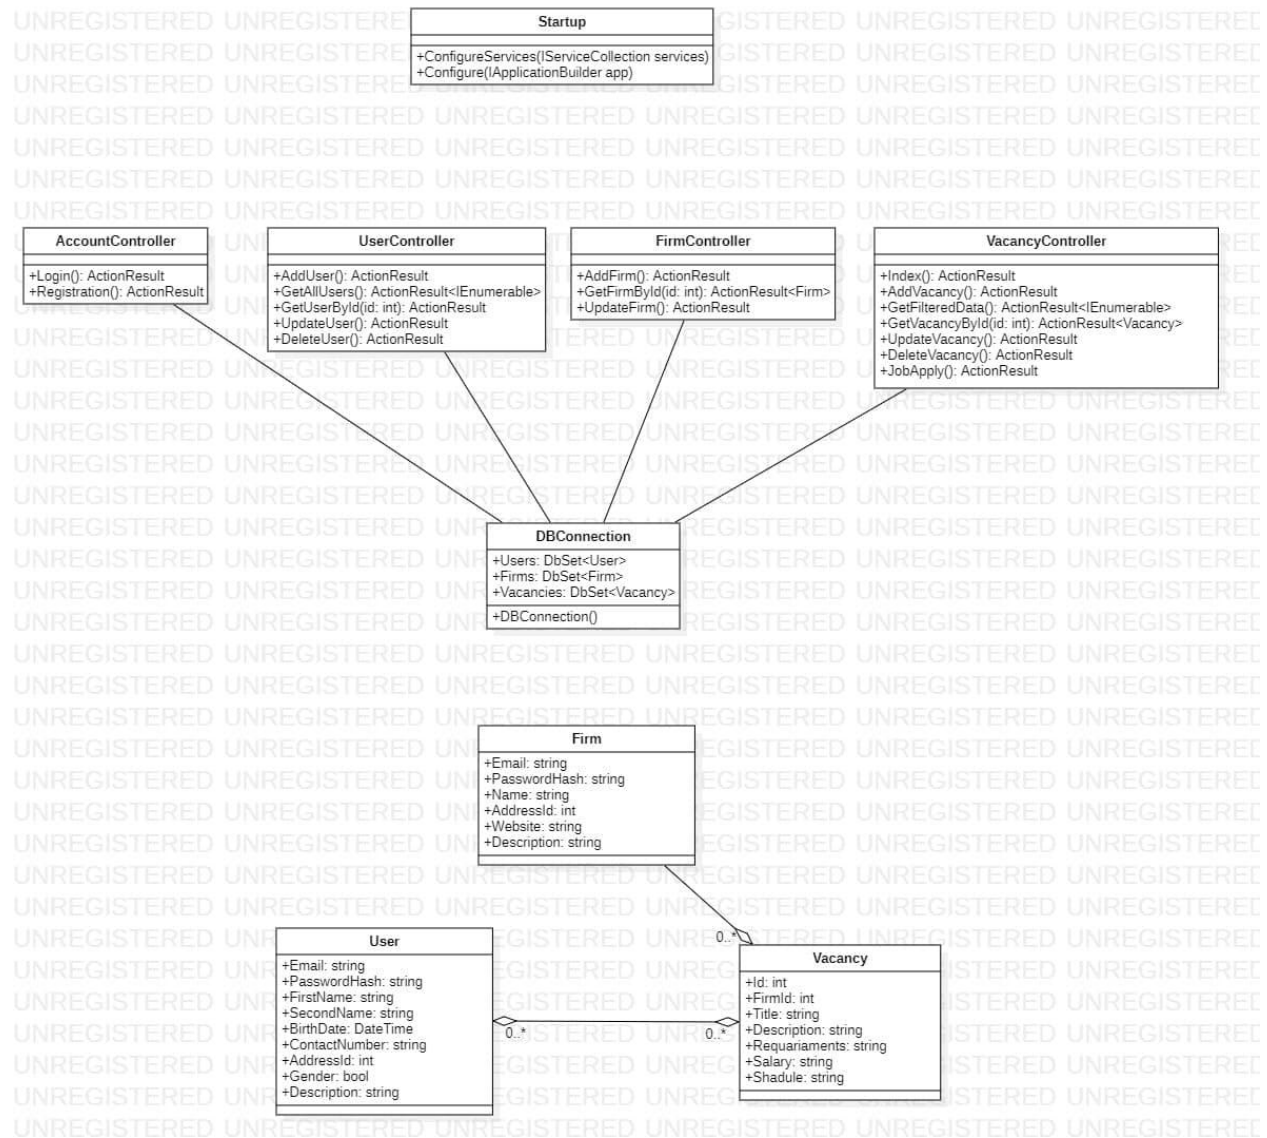 Startup
+ConfigureServices(IServiceCollection services)
+Configure(IApplicationBuilder app)
AccountController
+Login(): ActionResult
+Registration(): ActionResult
UserController
+AddUser(): ActionResult
+GetAllUsers(): ActionResult<IEnumerable>
+GetUserById(id: int): ActionResult
+UpdateUser(): ActionResult
+DeleteUser(): ActionResult
FirmController
+AddFirm(): ActionResult
+GetFirmById(id: int): ActionResult<Firm>
+UpdateFirm(): ActionResult
VacancyController
+Index(): ActionResult
+AddVacancy(): ActionResult
+GetFilteredData(): ActionResult<IEnumerable>
+GetVacancyById(id: int): ActionResult<Vacancy>
+UpdateVacancy(): ActionResult
+DeleteVacancy(): ActionResult
+JobApply(): ActionResult
DBConnection
+Users: DbSet<User>
+Firms: DbSet<Firm>
+Vacancies: DbSet<Vacancy>
+DBConnection()
Firm
+Email: string
+PasswordHash: string
+Name: string
+AddressId: int
+Website: string
+Description: string
0..*
User
+Email: string
+PasswordHash: string
+FirstName: string
+SecondName: string
+BirthDate: DateTime
+ContactNumber: string
+AddressId: int
+Gender: bool
+Description: string
0..*
0..*
Vacancy
+Id: int
+FirmId: int
+Title: string
+Description: string
+Requariaments: string
+Salary: string
+Shadule: string
UNREGISTERED